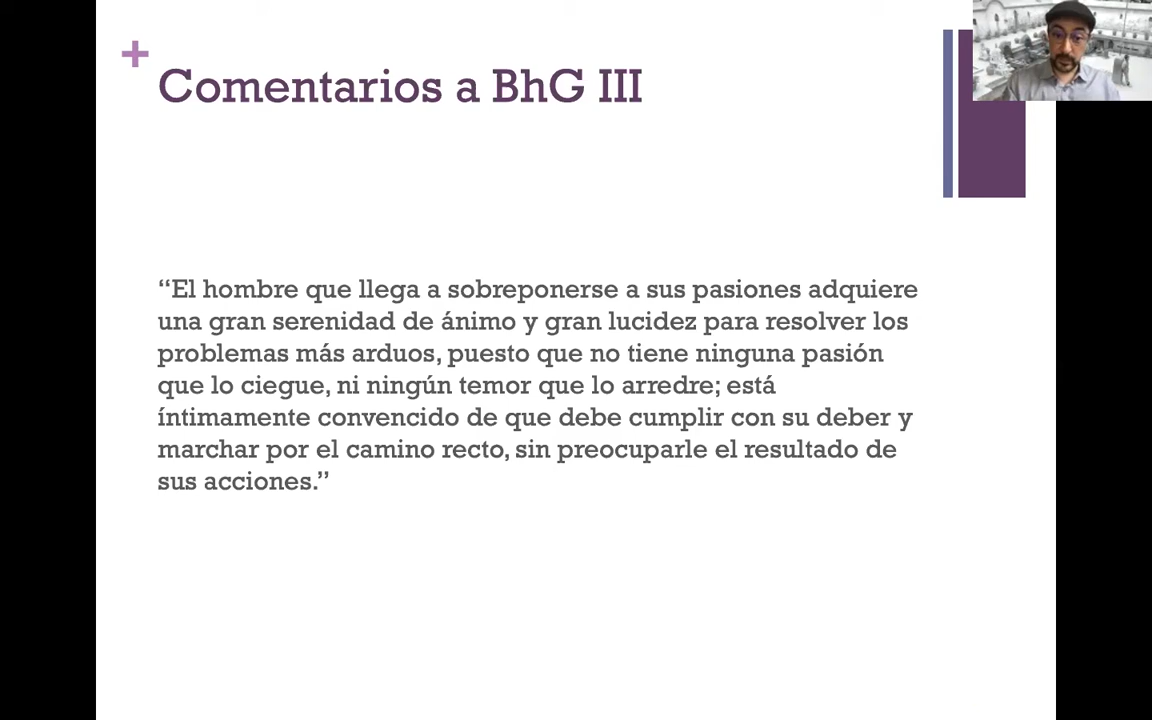 +
Comentarios a BhG III
“El hombre que llega a sobreponerse a sus pasiones adquiere
una gran serenidad de ánimo y gran lucidez para resolver los
problemas más arduos, puesto que no tiene ninguna pasión
que lo ciegue, ni ningún temor que lo arredre; está
íntimamente convencido de que debe cumplir con su deber y
marchar por el camino recto, sin preocuparle el resultado de
sus acciones.”